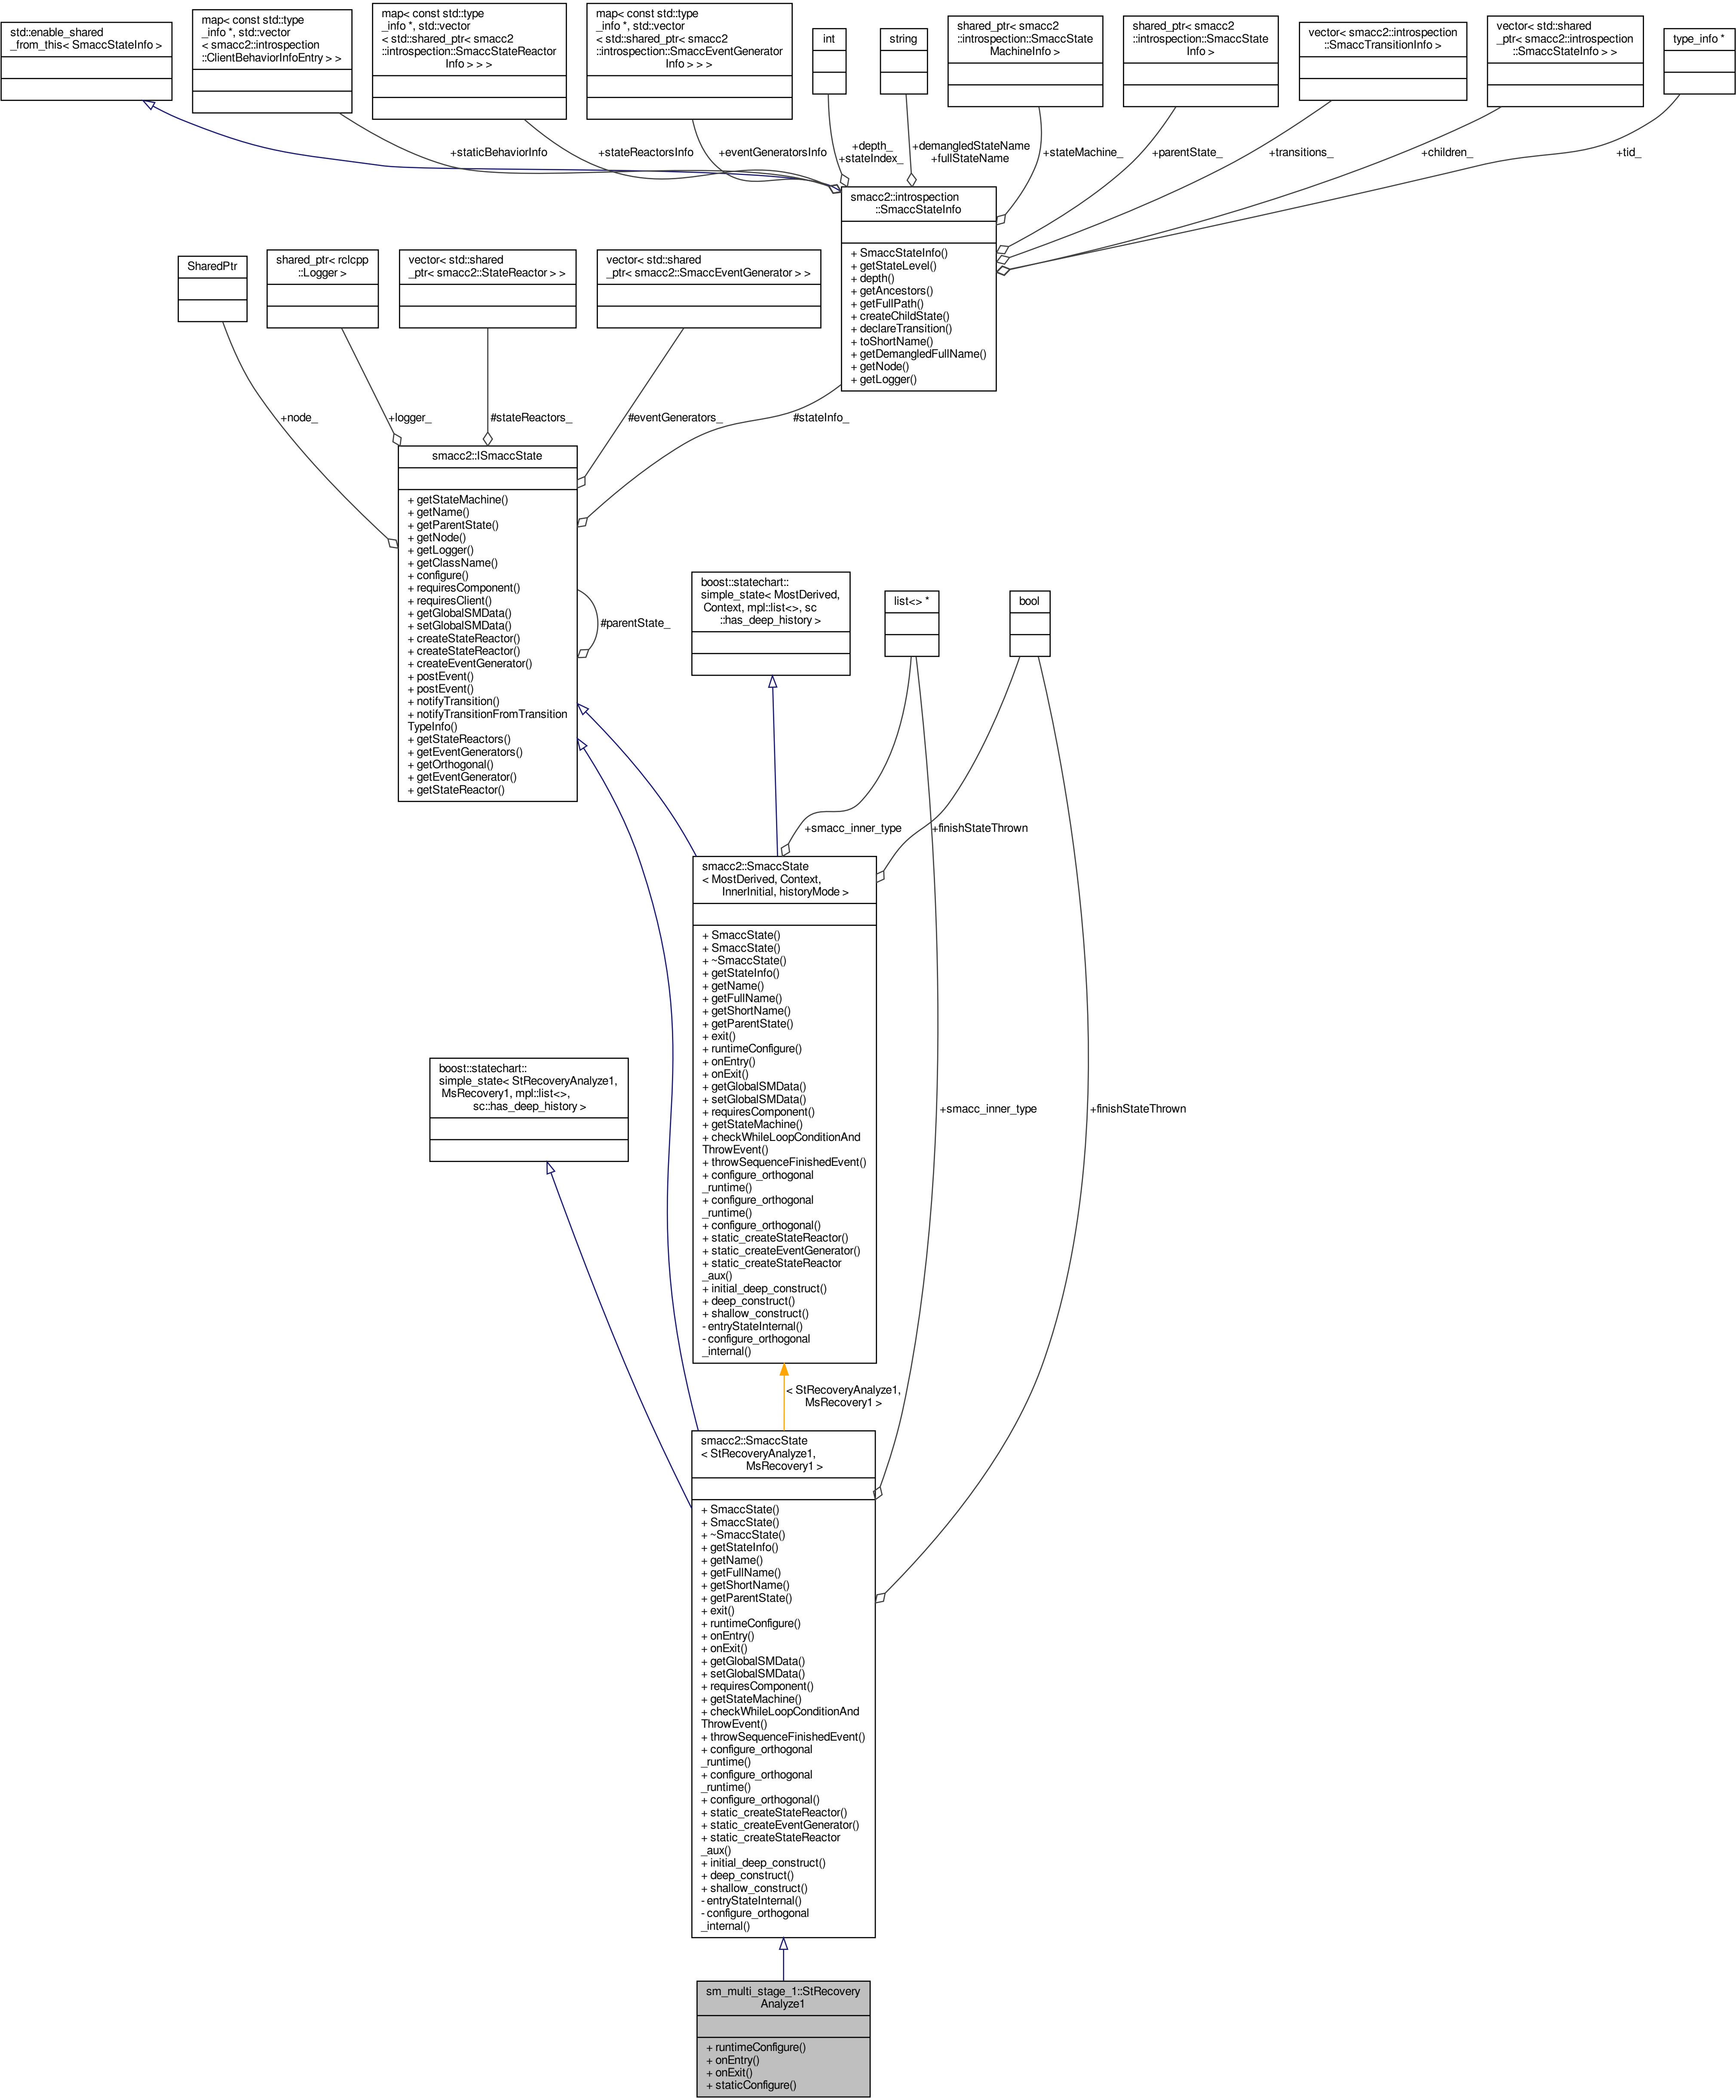 std::enable_shared
_from_this< SmaccStateInfo >
map< const std::type
_info *, std::vector
< smacc2::introspection
::ClientBehaviorInfoEntry > >
map< const std::type
_info *, std::vector
< std::shared_ptr< smacc2
::introspection::SmaccStateReactor
Info > > >
map< const std::type
_info *, std::vector
< std::shared_ptr< smacc2
::introspection::SmaccEventGenerator
Info > > >
int
string
shared_ptr< smacc2
::introspection::SmaccState
MachineInfo >
shared_ptr< smacc2
::introspection::SmaccState
Info >
vector< smacc2::introspection
::SmaccTransitionInfo >
vector< std::shared
_ptr< smacc2::introspection
::SmaccStateInfo > >
type_info *
+staticBehaviorInfo
+stateReactorsInfo
+eventGeneratorsInfo
+depth_
+stateIndex_
+demangledStateName
+fullStateName
+stateMachine_
+parentState_
+transitions_
+children_
+tid_
smacc2::introspection
::SmaccStateInfo
+ SmaccStateInfo()
+ getStateLevel()
+ depth()
+ getAncestors()
+ getFullPath()
+ createChildState()
+ declareTransition()
+ toShortName()
+ getDemangledFullName()
+ getNode()
+ getLogger()
SharedPtr
shared_ptr< rclcpp
::Logger >
vector< std::shared
_ptr< smacc2::StateReactor > >
vector< std::shared
_ptr< smacc2::SmaccEventGenerator > >
+node_
+logger_
#stateReactors_
#eventGenerators_
#stateInfo_
smacc2::ISmaccState
+ getStateMachine()
+ getName()
+ getParentState()
+ getNode()
+ getLogger()
+ getClassName()
+ configure()
+ requiresComponent()
+ requiresClient()
+ getGlobalSMData()
+ setGlobalSMData()
+ createStateReactor()
+ createStateReactor()
+ createEventGenerator()
+ postEvent()
+ postEvent()
+ notifyTransition()
+ notifyTransitionFromTransition
TypeInfo()
+ getStateReactors()
+ getEventGenerators()
+ getOrthogonal()
+ getEventGenerator()
+ getStateReactor()
#parentState_
boost::statechart::
simple_state< MostDerived,
Context, mpl::list<>, sc
::has_deep_history >
list<> *
bool
+smacc_inner_type
+finishStateThrown
smacc2::SmaccState
< MostDerived, Context,
InnerInitial, historyMode >
+ SmaccState()
+ SmaccState()
+ ~SmaccState()
+ getStateInfo()
+ getName()
+ getFullName()
+ getShortName()
+ getParentState()
+ exit()
+ runtimeConfigure()
+ onEntry()
+ onExit()
+ getGlobalSMData()
+ setGlobalSMData()
+ requiresComponent()
+ getStateMachine()
+ checkWhileLoopConditionAnd
ThrowEvent()
+ throwSequenceFinishedEvent()
+ configure_orthogonal
_runtime()
+ configure_orthogonal
_runtime()
+ configure_orthogonal()
+ static_createStateReactor()
+ static_createEventGenerator()
+ static_createStateReactor
_aux()
+ initial_deep_construct()
+ deep_construct()
+ shallow_construct()
- entryStateInternal()
- configure_orthogonal
_internal()
boost::statechart::
simple_state< StRecoveryAnalyze1,
MsRecovery1, mpl::list<>,
sc::has_deep_history >
+smacc_inner_type
+finishStateThrown
< StRecoveryAnalyze1,
MsRecovery1 >
smacc2::SmaccState
< StRecoveryAnalyze1,
MsRecovery1 >
+ SmaccState()
+ SmaccState()
+ ~SmaccState()
+ getStateInfo()
+ getName()
+ getFullName()
+ getShortName()
+ getParentState()
+ exit()
+ runtimeConfigure()
+ onEntry()
+ onExit()
+ getGlobalSMData()
+ setGlobalSMData()
+ requiresComponent()
+ getStateMachine()
+ checkWhileLoopConditionAnd
ThrowEvent()
+ throwSequenceFinishedEvent()
+ configure_orthogonal
_runtime()
+ configure_orthogonal
_runtime()
+ configure_orthogonal()
+ static_createStateReactor()
+ static_createEventGenerator()
+ static_createStateReactor
_aux()
+ initial_deep_construct()
+ deep_construct()
+ shallow_construct()
- entryStateInternal()
- configure_orthogonal
_internal()
sm_multi_stage_1::StRecovery
Analyze1
+ runtimeConfigure()
+ onEntry()
+ onExit()
+ staticConfigure()